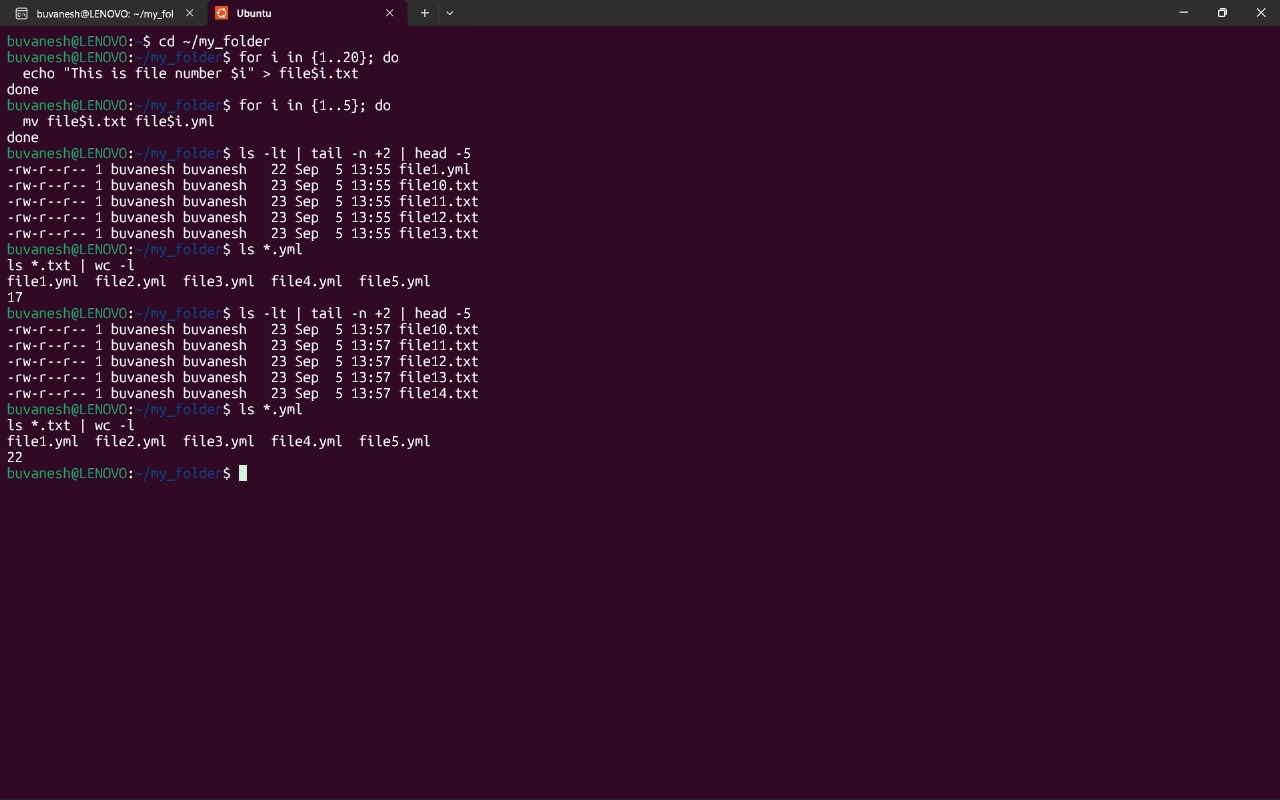 buvanesh@LENOVO: ~/my_fol
Ubuntu
buvanesh@LENOVO:~$ cd ~/my_folder
buvanesh@LENOVO:~/my_folder$ for i in {1..20}; do
  echo "This is file number $i" > file$i.txt
done
buvanesh@LENOVO:~/my_folder$ for i in {1..5}; do
  mv file$i.txt file$i.yml
done
buvanesh@LENOVO:~/my_folder$ ls -lt | tail -n +2 | head -5
-rw-r--r-- 1 buvanesh buvanesh   22 Sep  5 13:55 file1.yml
-rw-r--r-- 1 buvanesh buvanesh   23 Sep  5 13:55 file10.txt
-rw-r--r-- 1 buvanesh buvanesh   23 Sep  5 13:55 file11.txt
-rw-r--r-- 1 buvanesh buvanesh   23 Sep  5 13:55 file12.txt
-rw-r--r-- 1 buvanesh buvanesh   23 Sep  5 13:55 file13.txt
buvanesh@LENOVO:~/my_folder$ ls *.yml
ls *.txt | wc -l
file1.yml  file2.yml  file3.yml  file4.yml  file5.yml
17
buvanesh@LENOVO:~/my_folder$ ls -lt | tail -n +2 | head -5
-rw-r--r-- 1 buvanesh buvanesh   23 Sep  5 13:57 file10.txt
-rw-r--r-- 1 buvanesh buvanesh   23 Sep  5 13:57 file11.txt
-rw-r--r-- 1 buvanesh buvanesh   23 Sep  5 13:57 file12.txt
-rw-r--r-- 1 buvanesh buvanesh   23 Sep  5 13:57 file13.txt
-rw-r--r-- 1 buvanesh buvanesh   23 Sep  5 13:57 file14.txt
buvanesh@LENOVO:~/my_folder$ ls *.yml
ls *.txt | wc -l
file1.yml  file2.yml  file3.yml  file4.yml  file5.yml
22
buvanesh@LENOVO:~/my_folder$